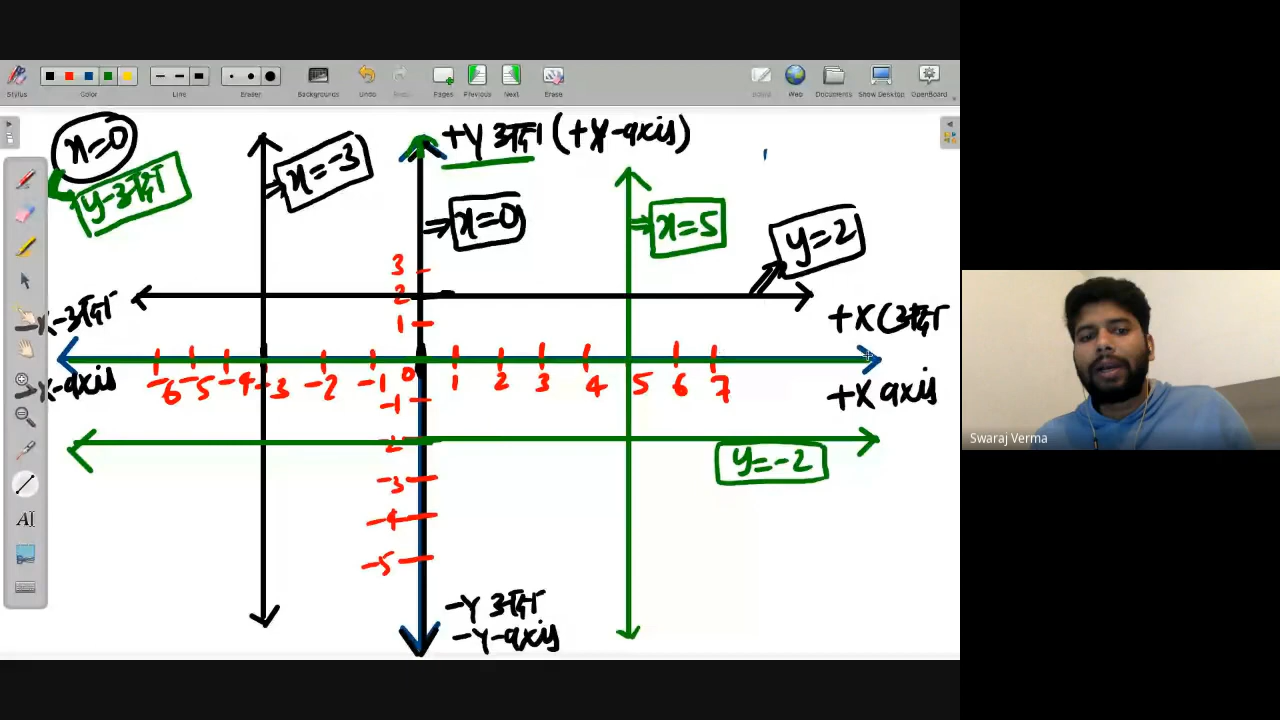 Stylus
Color
Line
Eraser
Backgrounds
Undo
Pages
Previous
Next
Erase
Board
Web
Documents
Show Desktop
OpenBoard
x=0
y-अक्ष
x=-3
+Y अक्ष (+X-axis)
x=0
x=5
y=2
3
2
1
-X-अक्ष
+X (अक्ष
-6 -5 -4 -3 -2 -1 0 1 2 3 4 5 6 7
-X-axis
+X axis
-1
Swaraj Verma
y=-2
-3
-4
-5
-Y अक्ष
-Y-axis